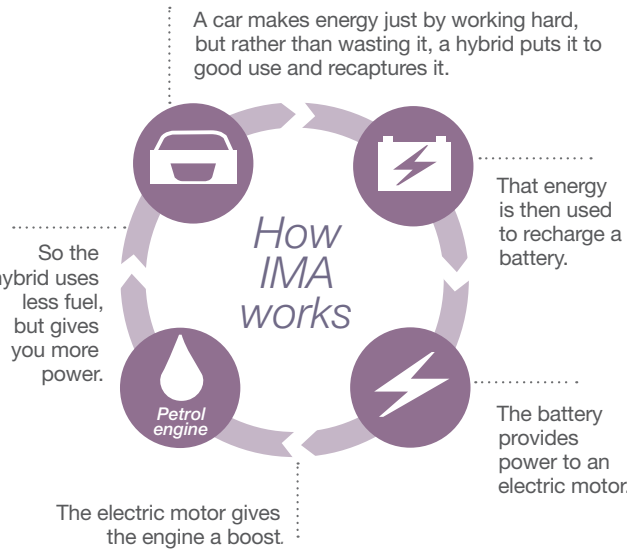 A car makes energy just by working hard,
but rather than wasting it, a hybrid puts it to
good use and recaptures it.
That energy
is then used
to recharge a
battery.
How
IMA
works
So the
hybrid uses
less fuel,
but gives
you more
power.
Petrol
engine
The battery
provides
power to an
electric motor.
The electric motor gives
the engine a boost.